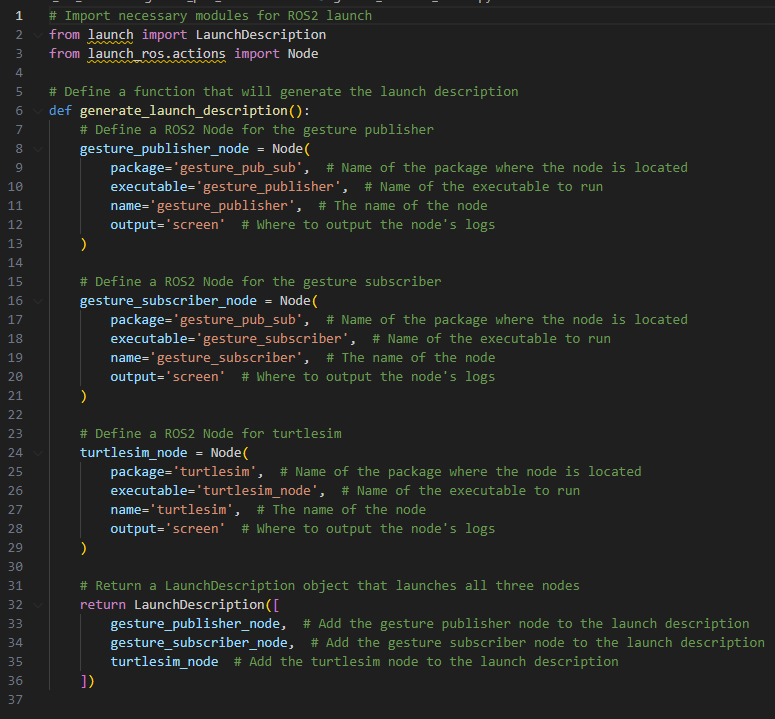 1 # Import necessary modules for ROS2 launch
2 from launch import LaunchDescription
3 from launch_ros.actions import Node
4
5 # Define a function that will generate the launch description
6 def generate_launch_description():
7     # Define a ROS2 Node for the gesture publisher
8     gesture_publisher_node = Node(
9         package='gesture_pub_sub',  # Name of the package where the node is located
10         executable='gesture_publisher',  # Name of the executable to run
11         name='gesture_publisher',  # The name of the node
12         output='screen'  # Where to output the node's logs
13     )
14
15     # Define a ROS2 Node for the gesture subscriber
16     gesture_subscriber_node = Node(
17         package='gesture_pub_sub',  # Name of the package where the node is located
18         executable='gesture_subscriber',  # Name of the executable to run
19         name='gesture_subscriber',  # The name of the node
20         output='screen'  # Where to output the node's logs
21     )
22
23     # Define a ROS2 Node for turtlesim
24     turtlesim_node = Node(
25         package='turtlesim',  # Name of the package where the node is located
26         executable='turtlesim_node',  # Name of the executable to run
27         name='turtlesim',  # The name of the node
28         output='screen'  # Where to output the node's logs
29     )
30
31     # Return a LaunchDescription object that launches all three nodes
32     return LaunchDescription([
33         gesture_publisher_node,  # Add the gesture publisher node to the launch description
34         gesture_subscriber_node,  # Add the gesture subscriber node to the launch description
35         turtlesim_node  # Add the turtlesim node to the launch description
36     ])
37